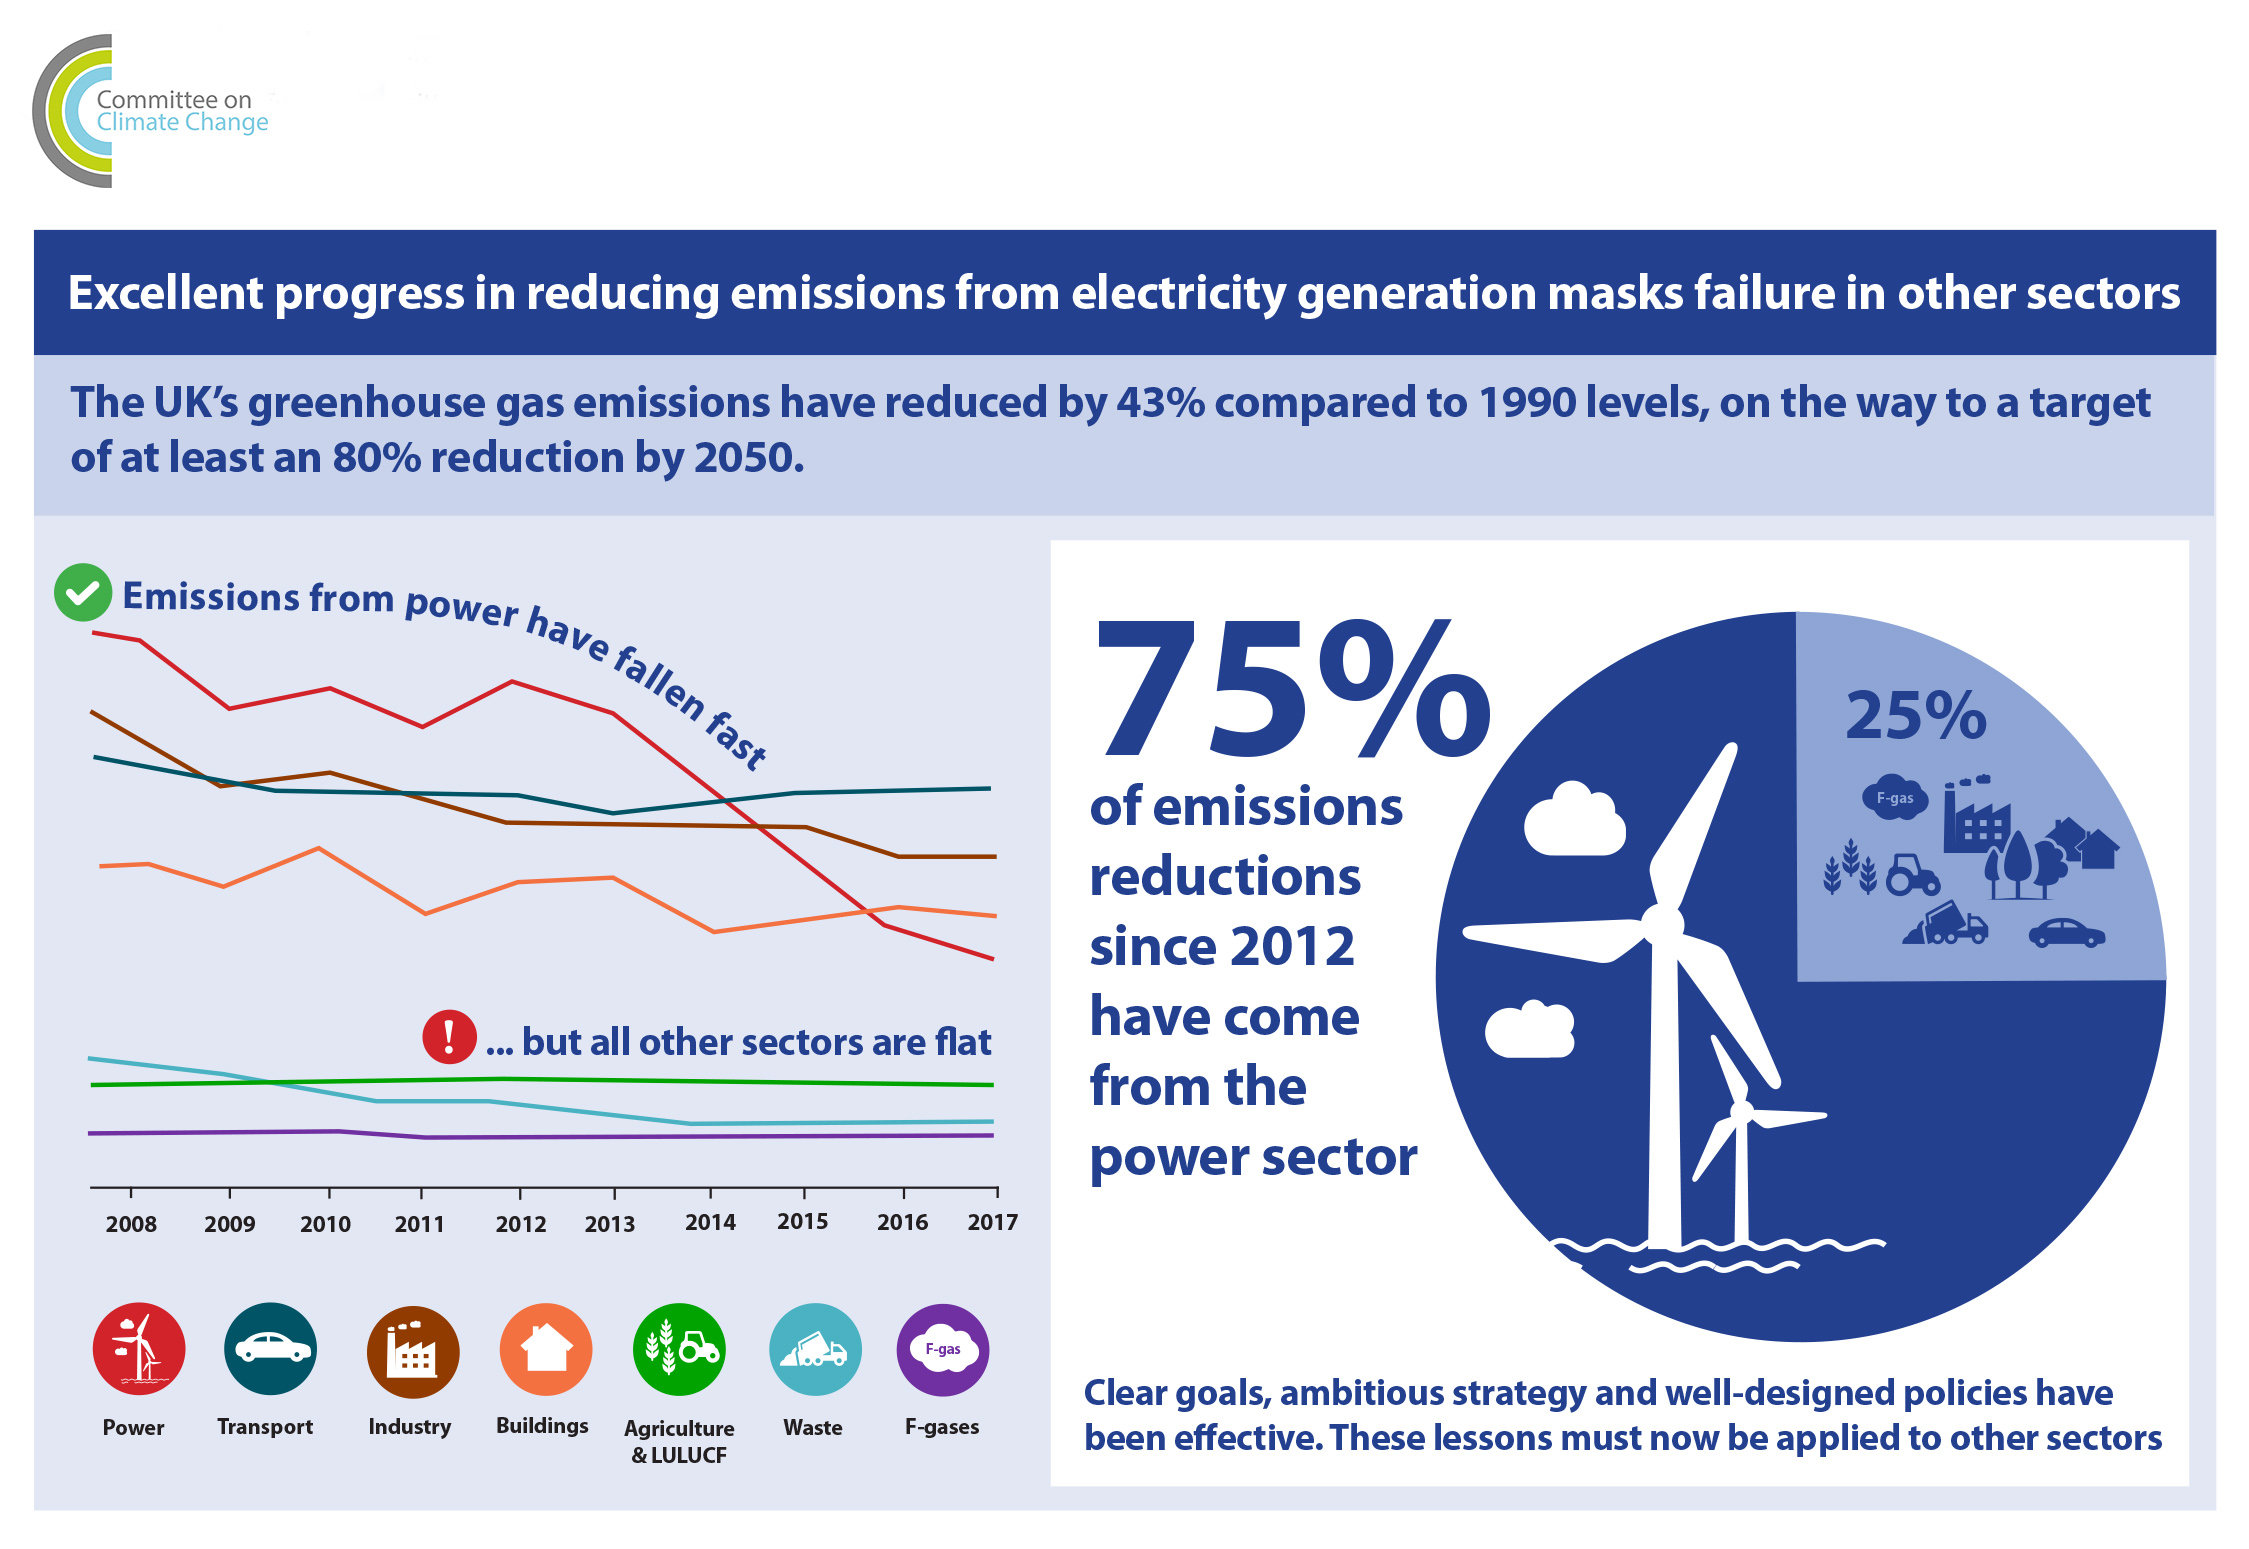 Committee on
Climate Change
Excellent progress in reducing emissions from electricity generation masks failure in other sectors
The UK’s greenhouse gas emissions have reduced by 43% compared to 1990 levels, on the way to a target
of at least an 80% reduction by 2050.
Emissions from power have fallen fast
! ... but all other sectors are flat
2008 2009 2010 2011 2012 2013 2014 2015 2016 2017
F-gas
Power Transport Industry Buildings Agriculture Waste F-gases
& LULUCF
75%
of emissions
reductions
since 2012
have come
from the
power sector
25%
F-gas
Clear goals, ambitious strategy and well-designed policies have
been effective. These lessons must now be applied to other sectors